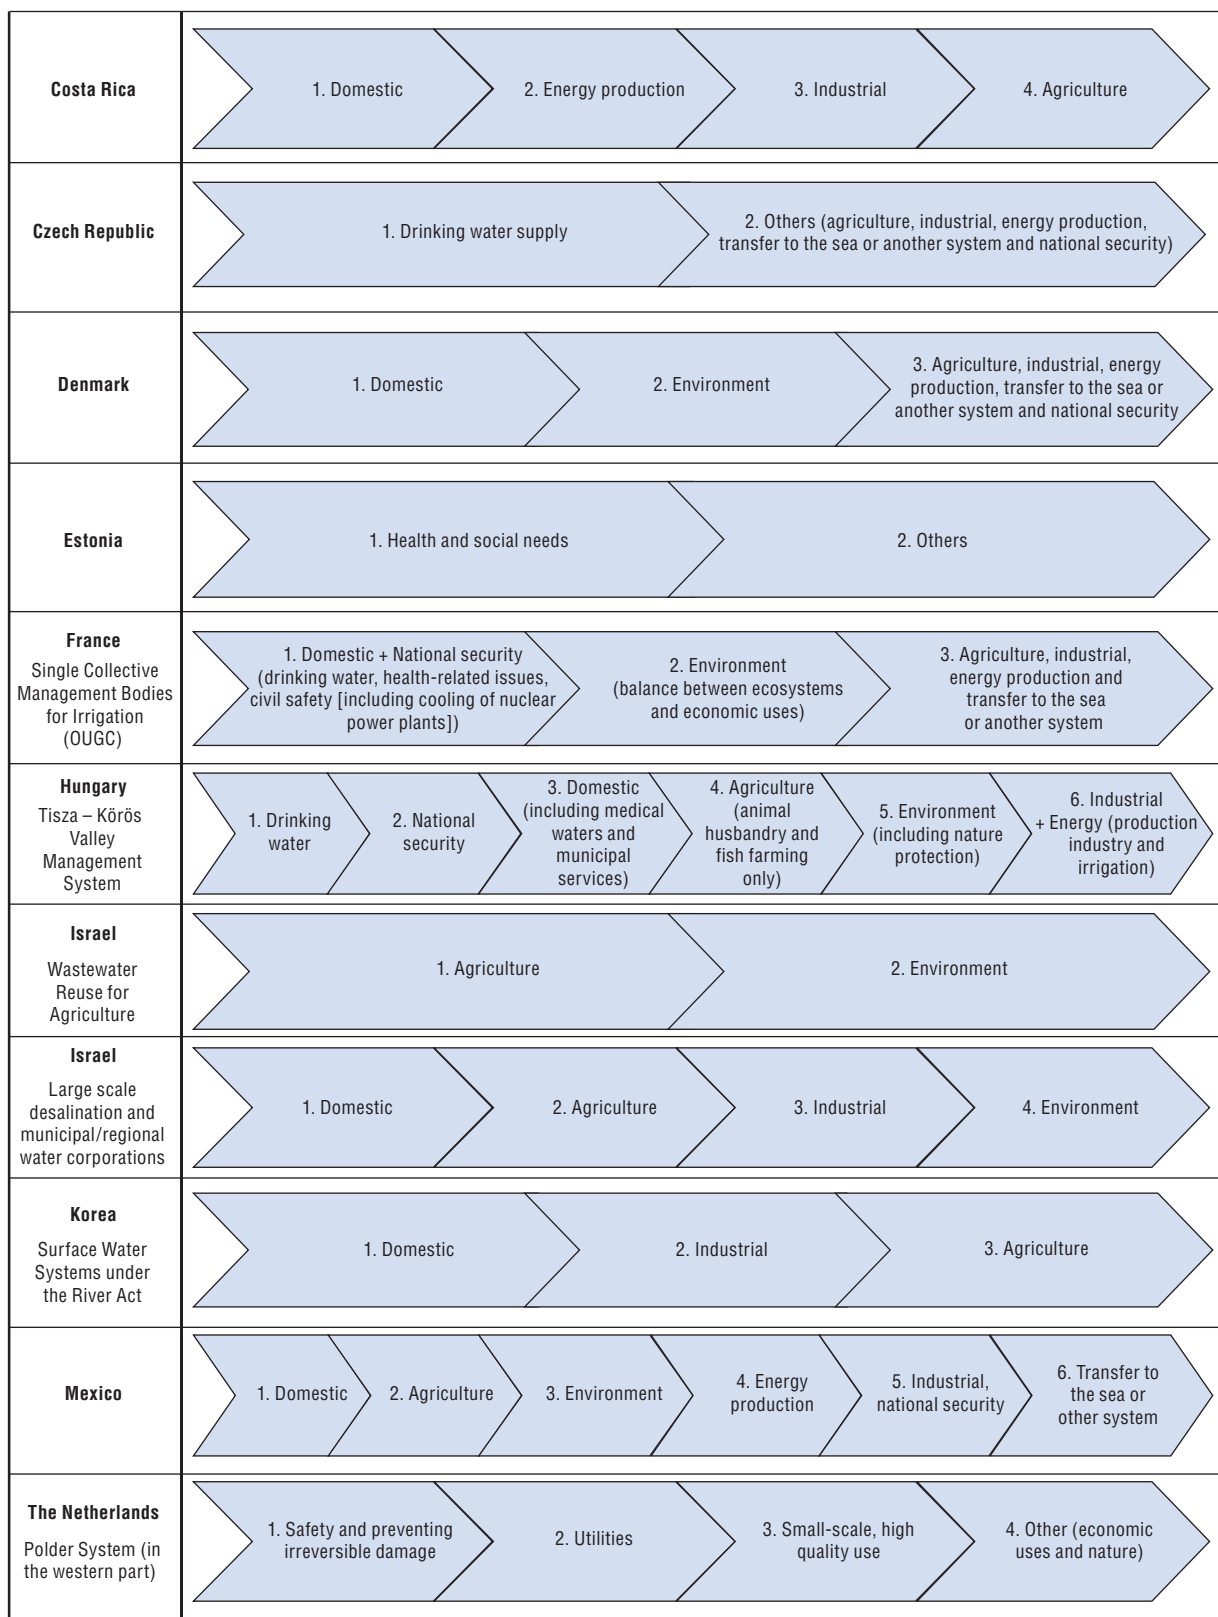 Costa Rica
1. Domestic
2. Energy production
3. Industrial
4. Agriculture
Czech Republic
1. Drinking water supply
2. Others (agriculture, industrial, energy production,
transfer to the sea or another system and national security)
Denmark
1. Domestic
2. Environment
3. Agriculture, industrial, energy
production, transfer to the sea or
another system and national security
Estonia
1. Health and social needs
2. Others
France
Single Collective
Management Bodies
for Irrigation
(OUGC)
1. Domestic + National security
(drinking water, health-related issues,
civil safety [including cooling of nuclear
power plants])
2. Environment
(balance between ecosystems
and economic uses)
3. Agriculture, industrial,
energy production and
transfer to the sea
or another system
Hungary
Tisza – Körös
Valley
Management
System
1. Drinking
water
2. National
security
3. Domestic
(including medical
waters and
municipal
services)
4. Agriculture
(animal
husbandry and
fish farming
only)
5. Environment
(including nature
protection)
6. Industrial
+ Energy (production
industry and
irrigation)
Israel
Wastewater
Reuse for
Agriculture
1. Agriculture
2. Environment
Israel
Large scale
desalination and
municipal/regional
water corporations
1. Domestic
2. Agriculture
3. Industrial
4. Environment
Korea
Surface Water
Systems under
the River Act
1. Domestic
2. Industrial
3. Agriculture
Mexico
1. Domestic
2. Agriculture
3. Environment
4. Energy
production
5. Industrial,
national security
6. Transfer to
the sea or
other system
The Netherlands
Polder System (in
the western part)
1. Safety and preventing
irreversible damage
2. Utilities
3. Small-scale, high
quality use
4. Other (economic
uses and nature)